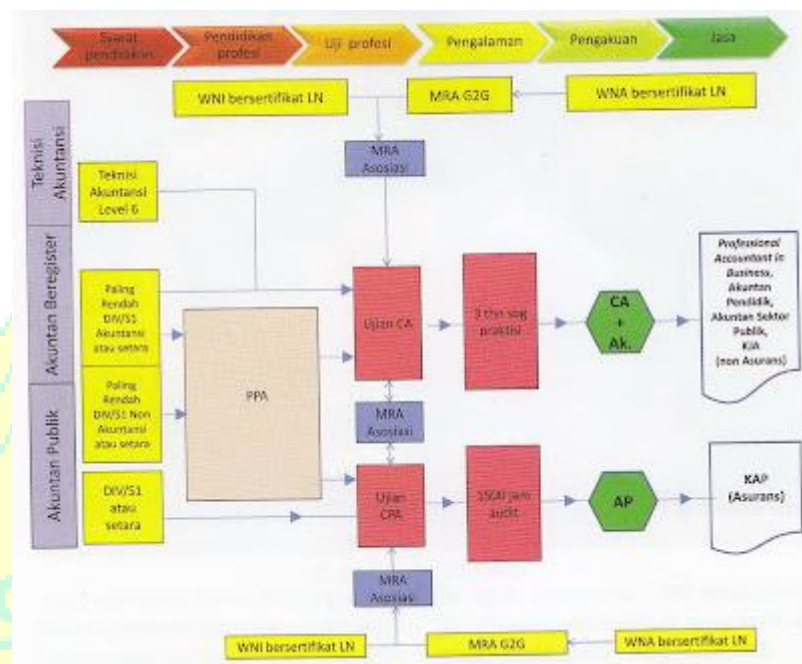 Syarat
pendidikan
Pendidikan
profesi
Uji profesi
Pengalaman
Pengakuan
Jasa
WNI bersertifikat LN
MRA G2G
WNA bersertifikat LN
MRA
Asosiasi
Teknisi
Akuntansi
Teknisi
Akuntansi
Level 6
Akuntan Beregister
Paling
Rendah
DIV/S1
Akuntansi
atau setara
Ujian CA
3 thn sbg
praktisi
CA
+
Ak.
Professional
Accountant in
Business,
Akuntan
Pendidik,
Akuntan Sektor
Publik,
KJA
(non Asurans)
PPA
Akuntan Publik
Paling
Rendah
DIV/S1 Non
Akuntansi
atau setara
MRA
Asosiasi
DIV/S1
atau
setara
Ujian
CPA
1500 jam
audit
AP
KAP
(Asurans)
MRA
Asosiasi
WNI bersertifikat LN
MRA G2G
WNA bersertifikat LN